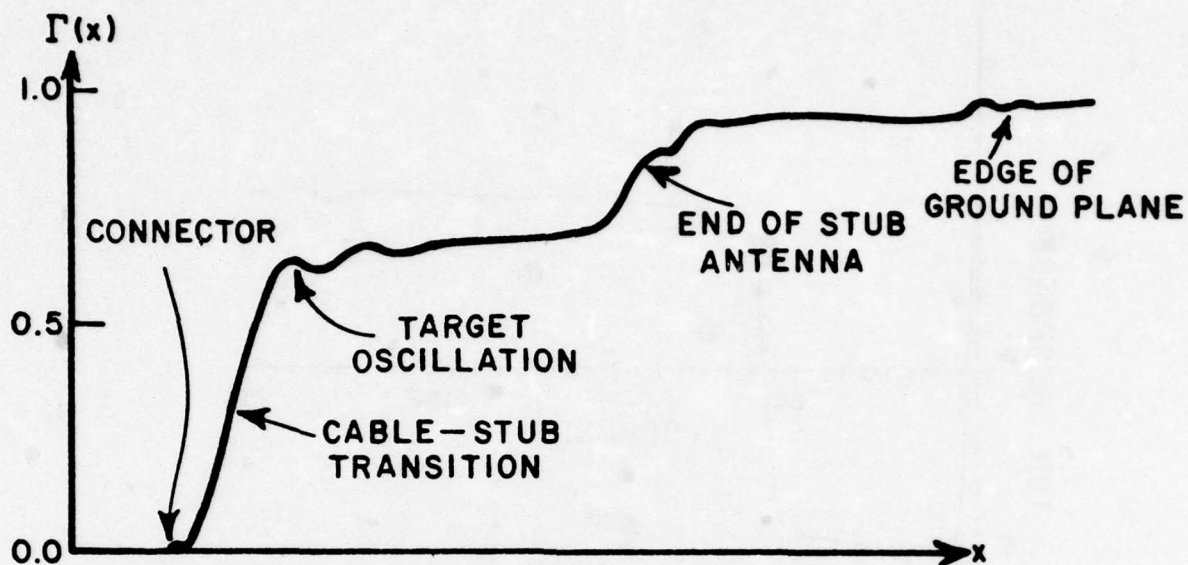 Γ(x)
1.0
0.5
0.0
CONNECTOR
TARGET
OSCILLATION
CABLE—STUB
TRANSITION
END OF STUB
ANTENNA
EDGE OF
GROUND PLANE
x